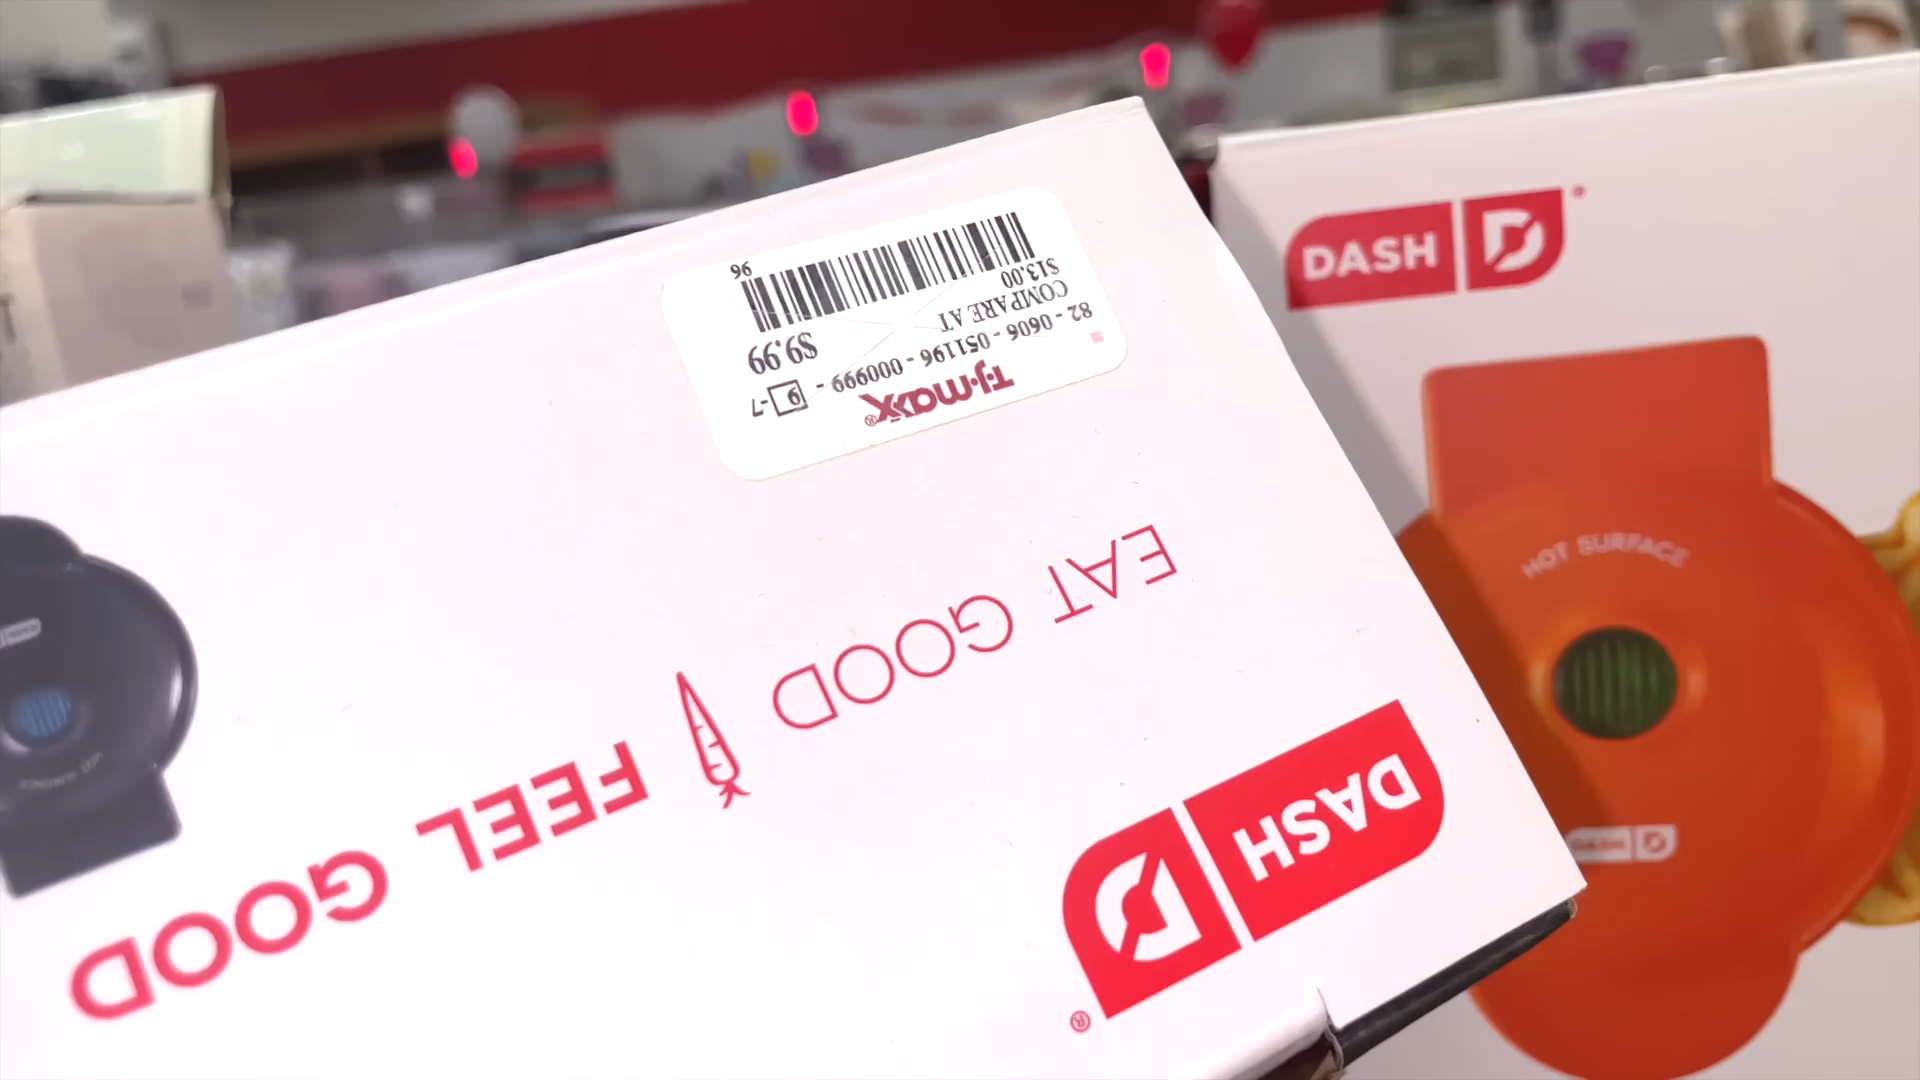 DASH
EAT GOOD FEEL GOOD
T·J·maxx®
82 - 0606 - 051196 - 000999 - 9 -7
COMPARE AT
$13.00
$9.99
96
DASH
HOT SURFACE
DASH